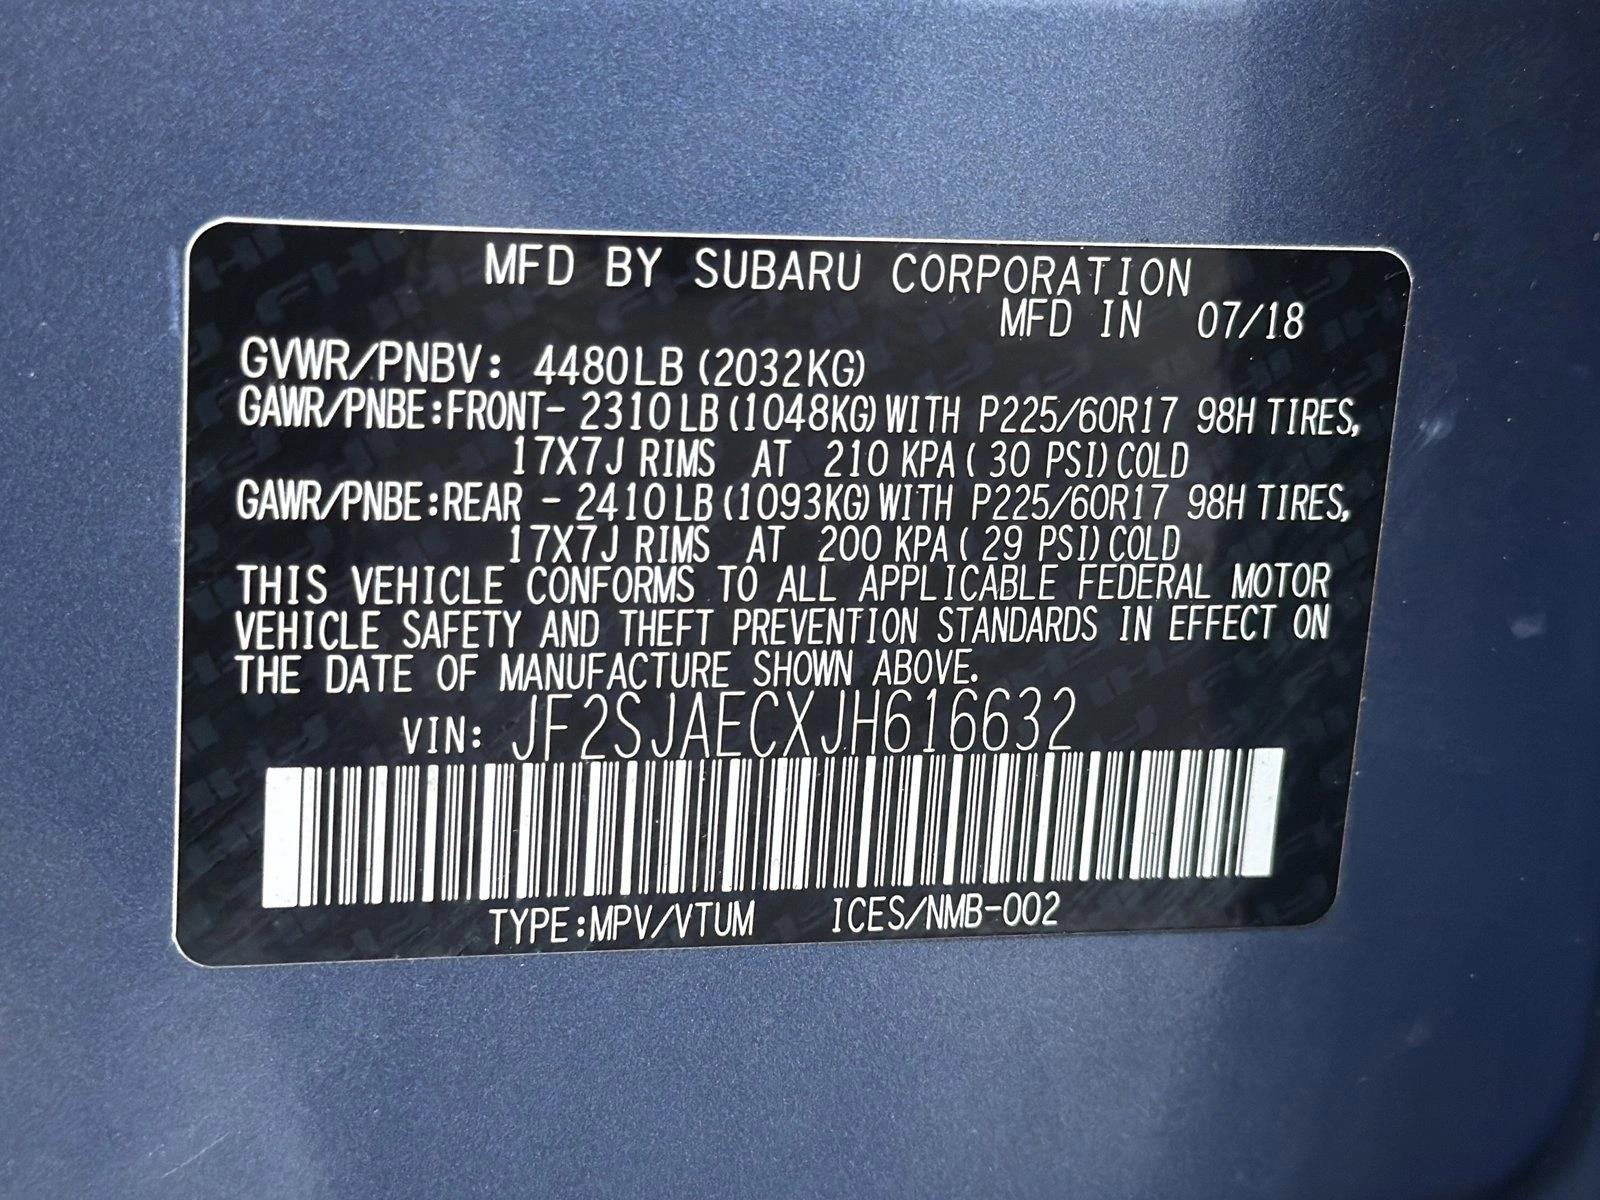 MFD BY SUBARU CORPORATION
MFD IN 07/18
GVWR/PNBV: 4480LB (2032KG)
GAWR/PNBE:FRONT- 2310LB (1048KG) WITH P225/60R17 98H TIRES,
17X7J RIMS AT 210 KPA ( 30 PSI) COLD
GAWR/PNBE:REAR - 2410LB (1093KG) WITH P225/60R17 98H TIRES,
17X7J RIMS AT 200 KPA ( 29 PSI) COLD
THIS VEHICLE CONFORMS TO ALL APPLICABLE FEDERAL MOTOR
VEHICLE SAFETY AND THEFT PREVENTION STANDARDS IN EFFECT ON
THE DATE OF MANUFACTURE SHOWN ABOVE.
VIN: JF2SJAECXJH616632
TYPE:MPV/VTUM ICES/NMB-002